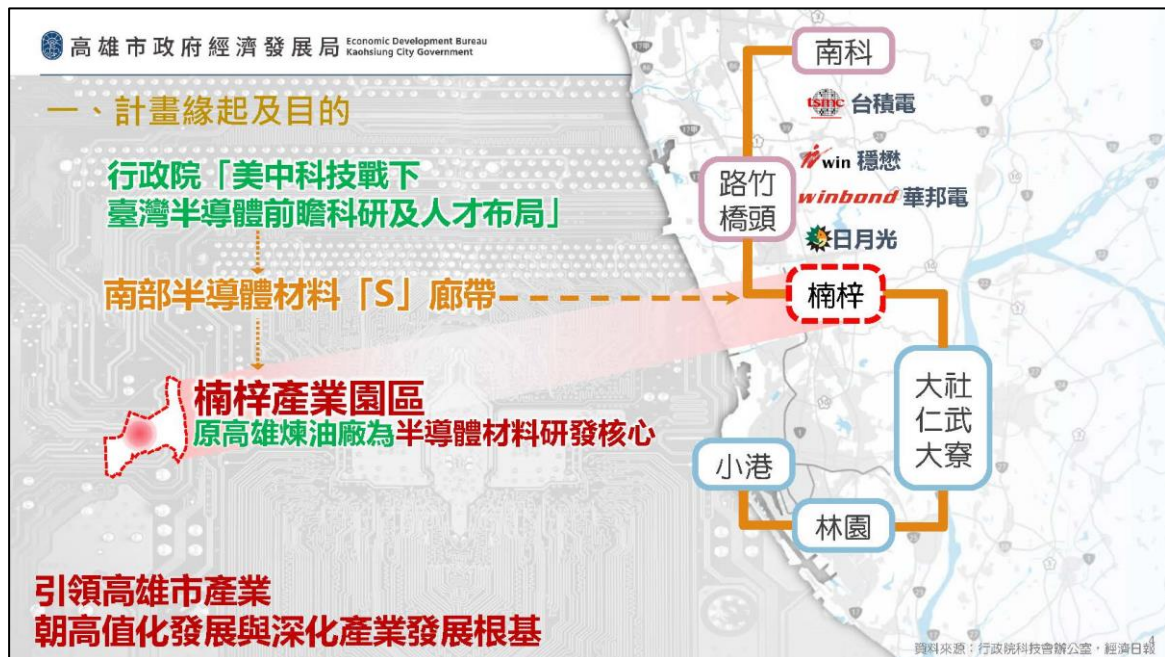 高雄市政府經濟發展局 Economic Development Bureau
Kaohsiung City Government
一、計畫緣起及目的
行政院「美中科技戰下
臺灣半導體前瞻科研及人才布局」
南部半導體材料「S」廊帶
楠梓產業園區
原高雄煉油廠為半導體材料研發核心
引領高雄市產業
朝高值化發展與深化產業發展根基
南科
tsmc 台積電
win 穩懋
winbond 華邦電
日月光
路竹
橋頭
楠梓
大社
仁武
大寮
小港
林園
4
資料來源：行政院科技會辦公室，經濟日報